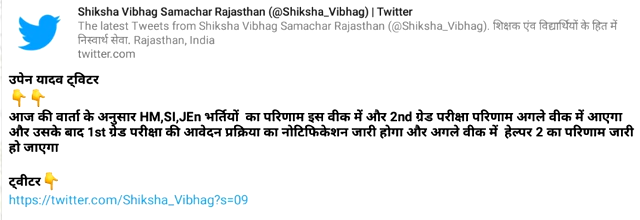 Shiksha Vibhag Samachar Rajasthan (@Shiksha_Vibhag) | Twitter
The latest Tweets from Shiksha Vibhag Samachar Rajasthan (@Shiksha_Vibhag). शिक्षक एंव विद्यार्थियों के हित में
निस्वार्थ सेवा. Rajasthan, India
twitter.com
उपेन यादव ट्विटर
👇👇
आज की वार्ता के अनुसार HM,SI,JEn भर्तियों का परिणाम इस वीक में और 2nd ग्रेड परीक्षा परिणाम अगले वीक में आएगा
और उसके बाद 1st ग्रेड परीक्षा की आवेदन प्रक्रिया का नोटिफिकेशन जारी होगा और अगले वीक में हेल्पर 2 का परिणाम जारी
हो जाएगा
ट्वीटर👇
https://twitter.com/Shiksha_Vibhag?s=09